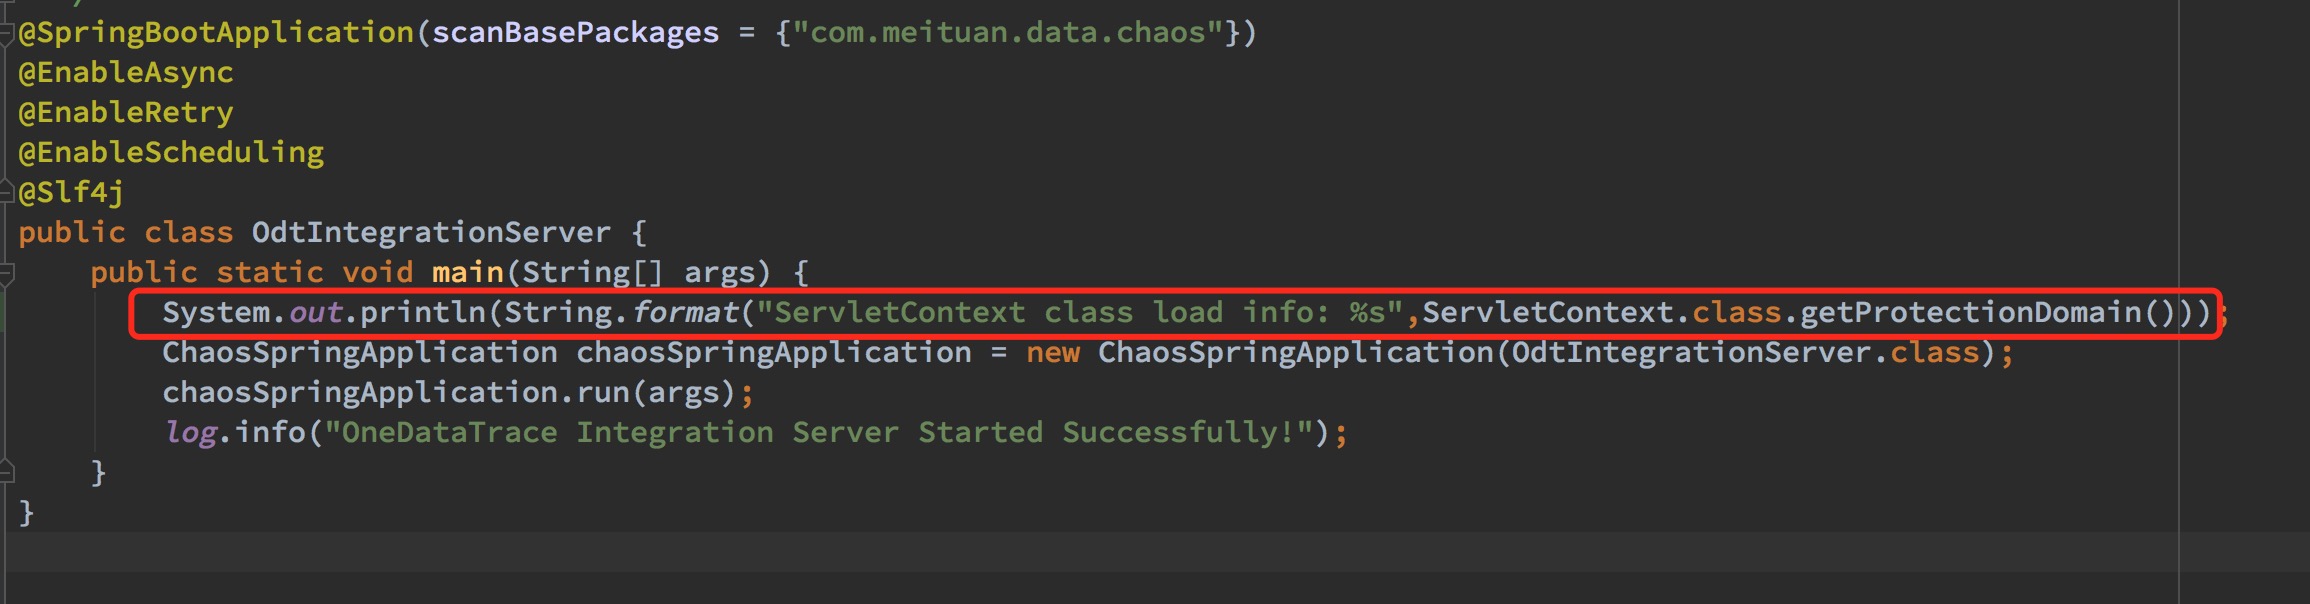 @SpringBootApplication(scanBasePackages = {"com.meituan.data.chaos"})
@EnableAsync
@EnableRetry
@EnableScheduling
@Slf4j
public class OdtIntegrationServer {
    public static void main(String[] args) {
        System.out.println(String.format("ServletContext class load info: %s",ServletContext.class.getProtectionDomain()));
        ChaosSpringApplication chaosSpringApplication = new ChaosSpringApplication(OdtIntegrationServer.class);
        chaosSpringApplication.run(args);
        log.info("OneDataTrace Integration Server Started Successfully!");
    }
}